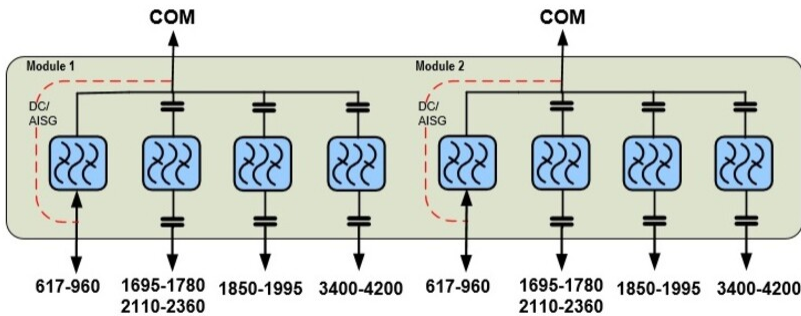 COM
COM
Module 1
Module 2
DC/
AISG
DC/
AISG
617-960
1695-1780
2110-2360
1850-1995
3400-4200
617-960
1695-1780
2110-2360
1850-1995
3400-4200